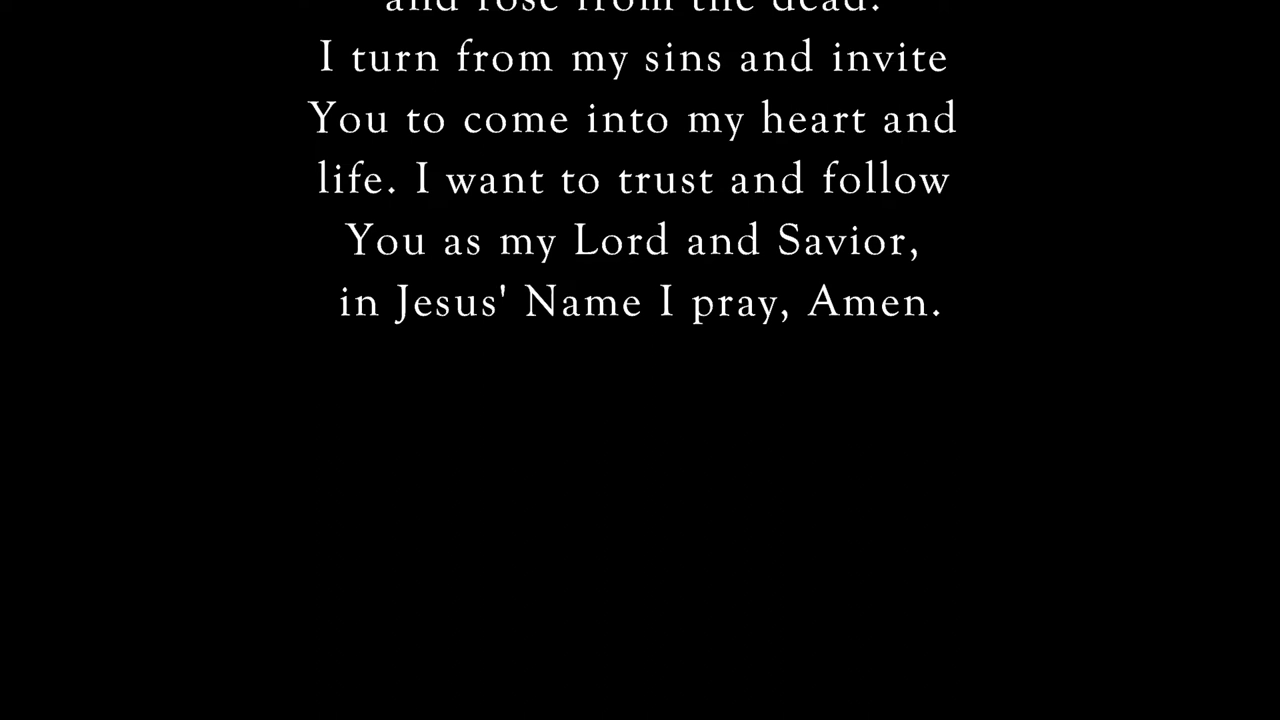 and rose from the dead.
I turn from my sins and invite
You to come into my heart and
life. I want to trust and follow
You as my Lord and Savior,
in Jesus' Name I pray, Amen.